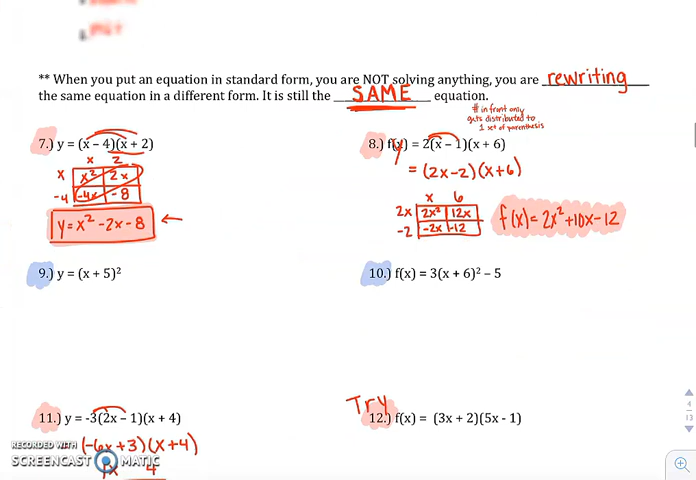 ** When you put an equation in standard form, you are NOT solving anything, you are rewriting
the same equation in a different form. It is still the SAME equation.
# in front only
gets distributed to
1 set of parenthesis
7.) y = (x – 4)(x + 2)
x 2
x x² 2x
-4 -4x -8
y = x² -2x -8
8.) f(x) = 2(x – 1)(x + 6)
y
= (2x-2)(x+6)
x 6
2x 2x² 12x
-2 -2x -12
f(x) = 2x² +10x -12
9.) y = (x + 5)²
10.) f(x) = 3(x + 6)² – 5
11.) y = -3(2x – 1)(x + 4)
(-6x +3)(x+4)
4
Try
12.) f(x) = (3x + 2)(5x - 1)
4
13
RECORDED WITH
SCREENCAST MATIC